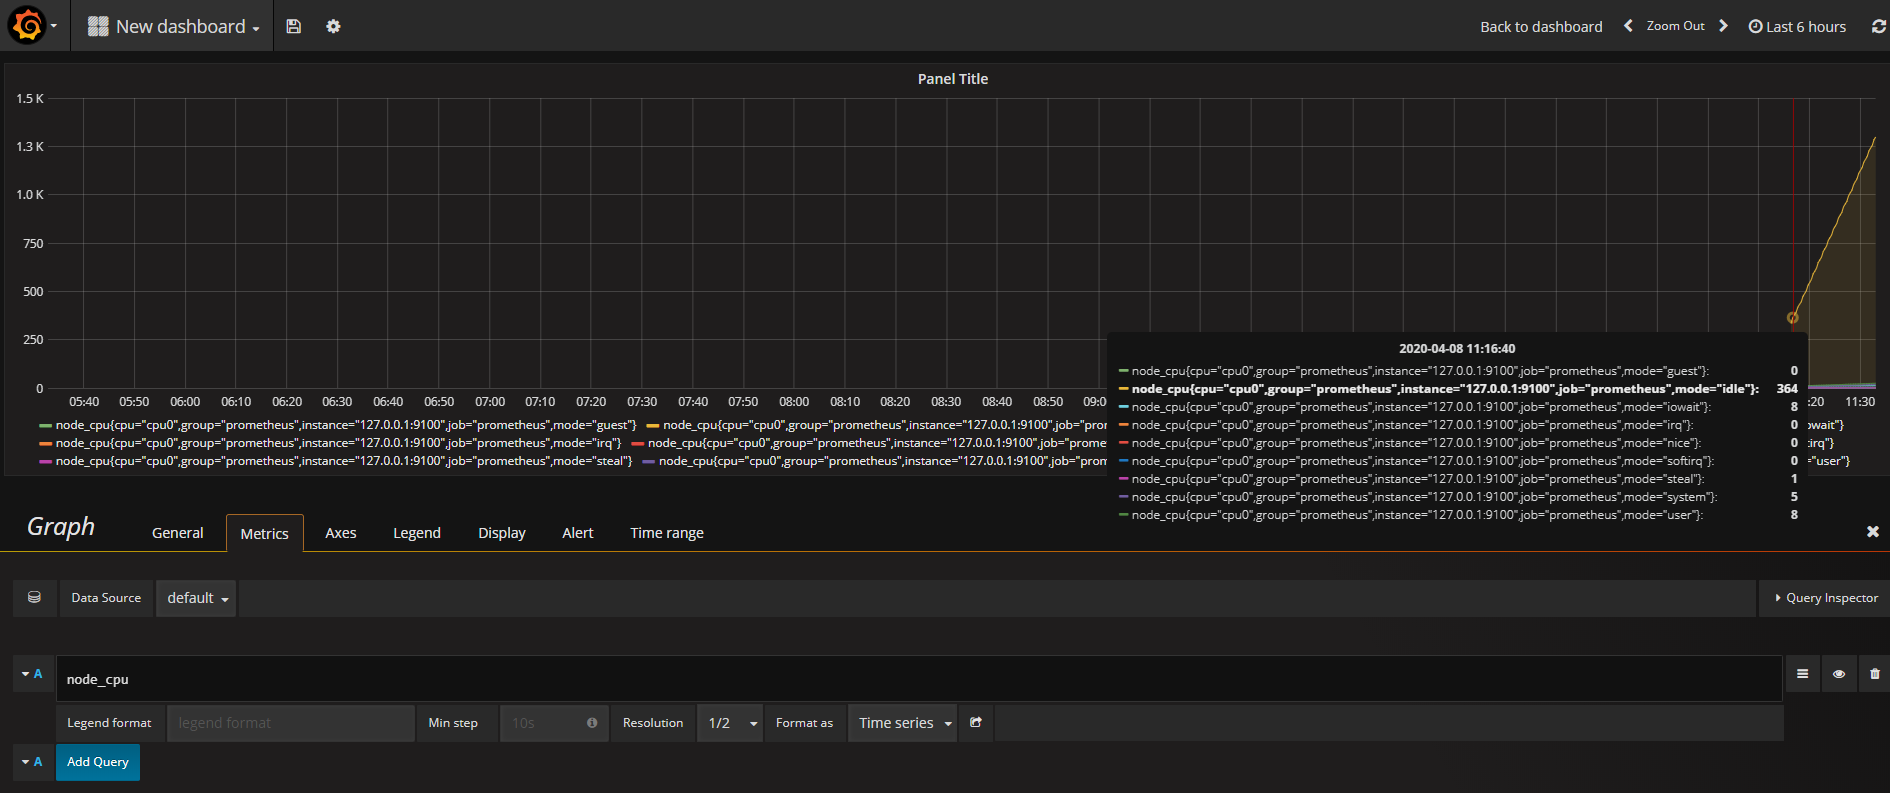 New dashboard
Back to dashboard Zoom Out Last 6 hours
Panel Title
1.5 K
1.3 K
1.0 K
750
500
250
0
05:40 05:50 06:00 06:10 06:20 06:30 06:40 06:50 07:00 07:10 07:20 07:30 07:40 07:50 08:00 08:10 08:20 08:30 08:40 08:50 09:0 :20 11:30
node_cpu{cpu="cpu0",group="prometheus",instance="127.0.0.1:9100",job="prometheus",mode="guest"} node_cpu{cpu="cpu0",group="prometheus",instance="127.0.0.1:9100",job="pro owait"}
node_cpu{cpu="cpu0",group="prometheus",instance="127.0.0.1:9100",job="prometheus",mode="irq"} node_cpu{cpu="cpu0",group="prometheus",instance="127.0.0.1:9100",job="prome tirq"}
node_cpu{cpu="cpu0",group="prometheus",instance="127.0.0.1:9100",job="prometheus",mode="steal"} node_cpu{cpu="cpu0",group="prometheus",instance="127.0.0.1:9100",job="prom ="user"}
2020-04-08 11:16:40
node_cpu{cpu="cpu0",group="prometheus",instance="127.0.0.1:9100",job="prometheus",mode="guest"}: 0
node_cpu{cpu="cpu0",group="prometheus",instance="127.0.0.1:9100",job="prometheus",mode="idle"}: 364
node_cpu{cpu="cpu0",group="prometheus",instance="127.0.0.1:9100",job="prometheus",mode="iowait"}: 8
node_cpu{cpu="cpu0",group="prometheus",instance="127.0.0.1:9100",job="prometheus",mode="irq"}: 0
node_cpu{cpu="cpu0",group="prometheus",instance="127.0.0.1:9100",job="prometheus",mode="nice"}: 0
node_cpu{cpu="cpu0",group="prometheus",instance="127.0.0.1:9100",job="prometheus",mode="softirq"}: 0
node_cpu{cpu="cpu0",group="prometheus",instance="127.0.0.1:9100",job="prometheus",mode="steal"}: 1
node_cpu{cpu="cpu0",group="prometheus",instance="127.0.0.1:9100",job="prometheus",mode="system"}: 5
node_cpu{cpu="cpu0",group="prometheus",instance="127.0.0.1:9100",job="prometheus",mode="user"}: 8
Graph General Metrics Axes Legend Display Alert Time range
Data Source default Query Inspector
A node_cpu
Legend format legend format Min step 10s Resolution 1/2 Format as Time series
A Add Query